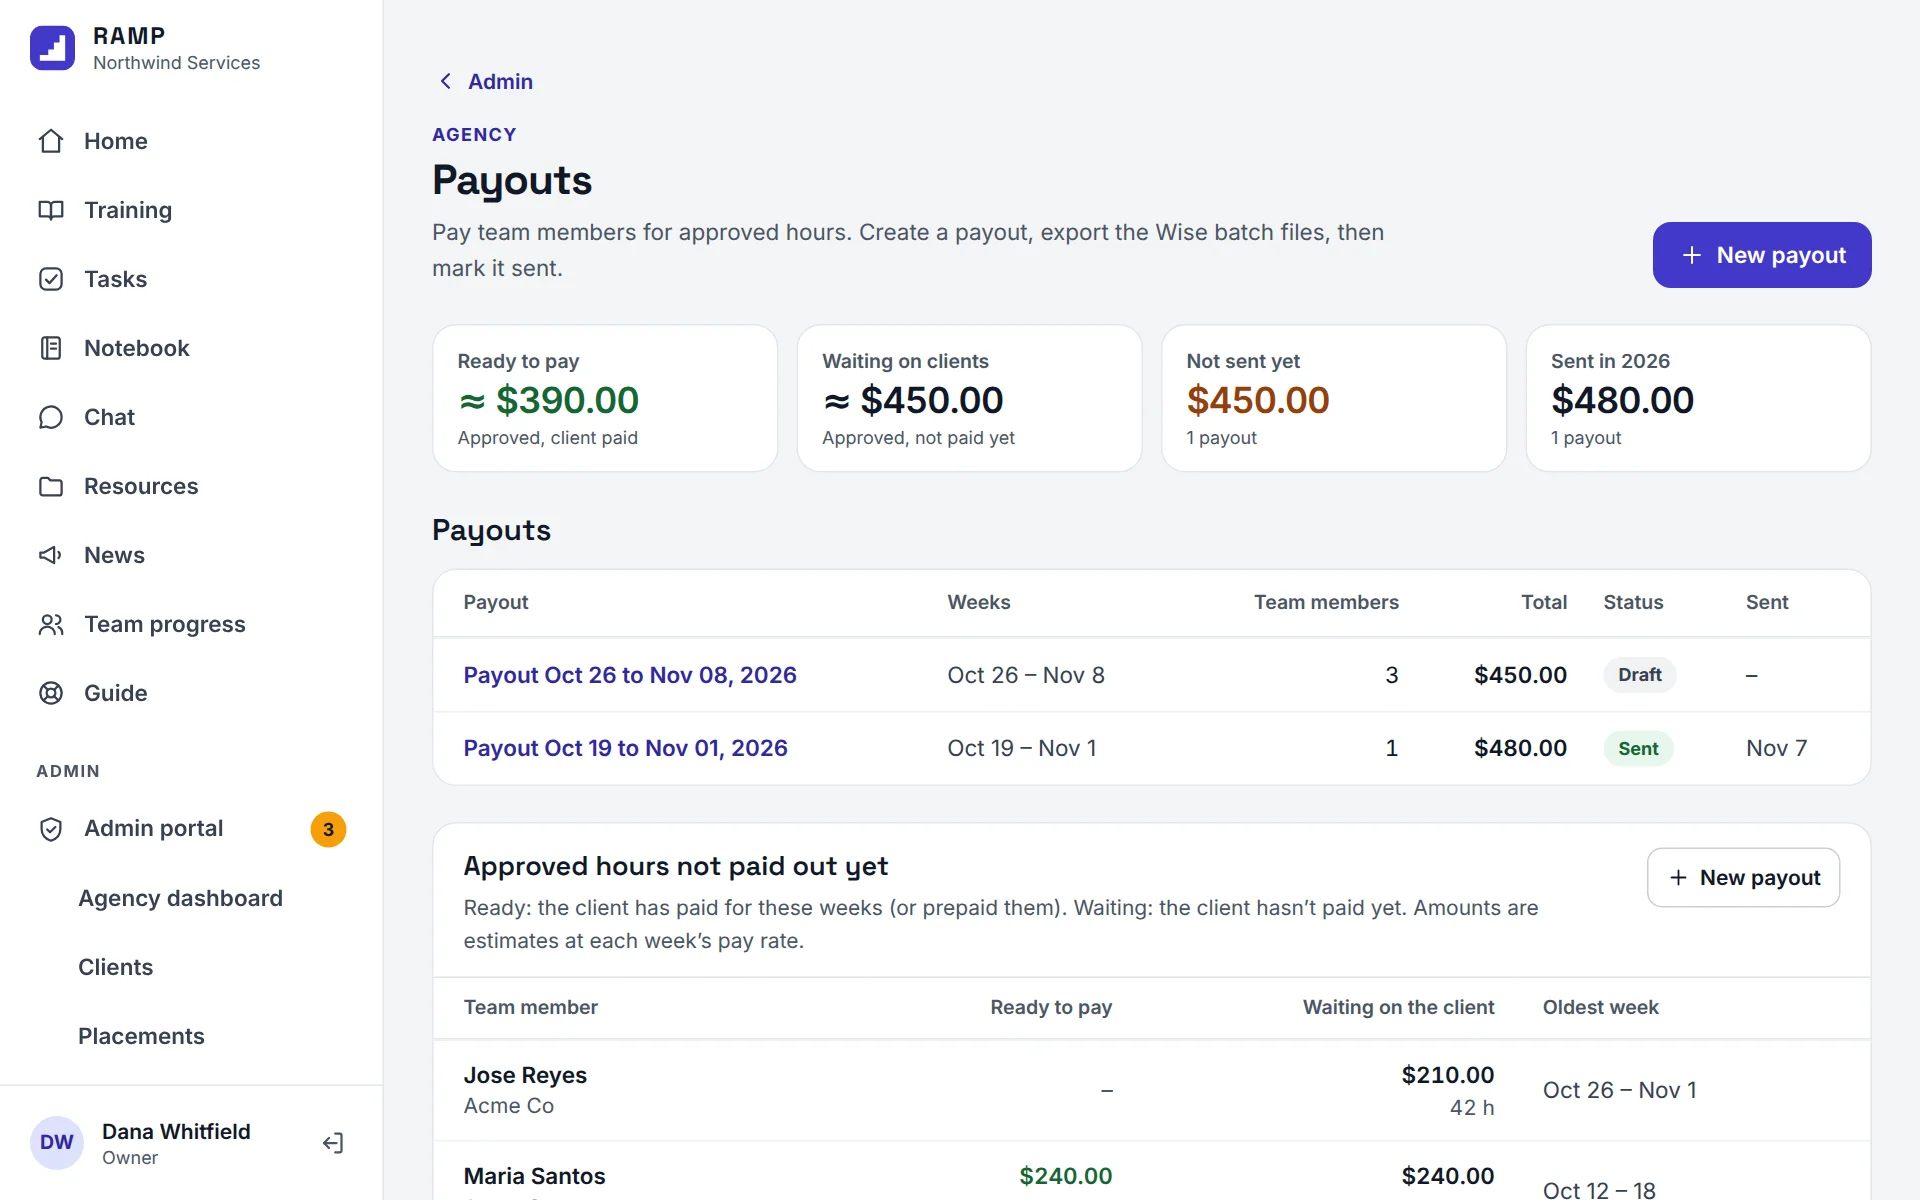 RAMP
Northwind Services
Home
Training
Tasks
Notebook
Chat
Resources
News
Team progress
Guide
ADMIN
Admin portal 3
Agency dashboard
Clients
Placements
DW
Dana Whitfield
Owner
Admin
AGENCY
Payouts
Pay team members for approved hours. Create a payout, export the Wise batch files, then
mark it sent.
+ New payout
Ready to pay
≈ $390.00
Approved, client paid
Waiting on clients
≈ $450.00
Approved, not paid yet
Not sent yet
$450.00
1 payout
Sent in 2026
$480.00
1 payout
Payouts
Payout Weeks Team members Total Status Sent
Payout Oct 26 to Nov 08, 2026 Oct 26 – Nov 8 3 $450.00 Draft –
Payout Oct 19 to Nov 01, 2026 Oct 19 – Nov 1 1 $480.00 Sent Nov 7
Approved hours not paid out yet
Ready: the client has paid for these weeks (or prepaid them). Waiting: the client hasn’t paid yet. Amounts are
estimates at each week’s pay rate.
+ New payout
Team member Ready to pay Waiting on the client Oldest week
Jose Reyes
Acme Co
–
$210.00
42 h
Oct 26 – Nov 1
Maria Santos
$240.00
$240.00
Oct 12 – 18